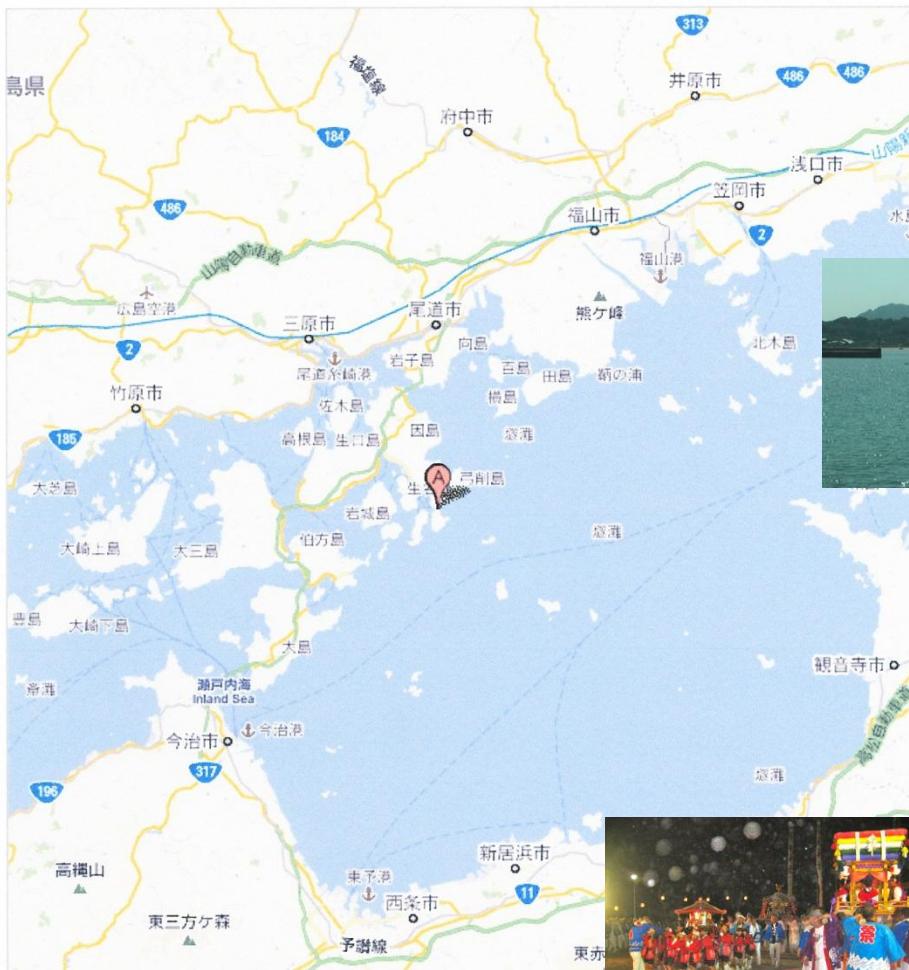 313
島県
福塩線
486
486
井原市
府中市
184
山陽新
浅口市
笠岡市
486
福山市
2
水島
福山港
山陽自動車道
広島空港
熊ケ峰
尾道市
三原市
北木島
2
向島
岩子島
百島
田島
鞆の浦
尾道糸崎港
竹原市
佐木島
横島
因島
185
高根島
生口島
燧灘
A
弓削島
大芝島
岩城島
大崎上島
大三島
伯方島
燧灘
豊島
大崎下島
大島
観音寺市
斎灘
瀬戸内海
Inland Sea
今治港
今治市
高松自動車道
317
燧灘
196
新居浜市
高縄山
東予港
11
西条市
東三方ケ森
予讃線
東赤
祭